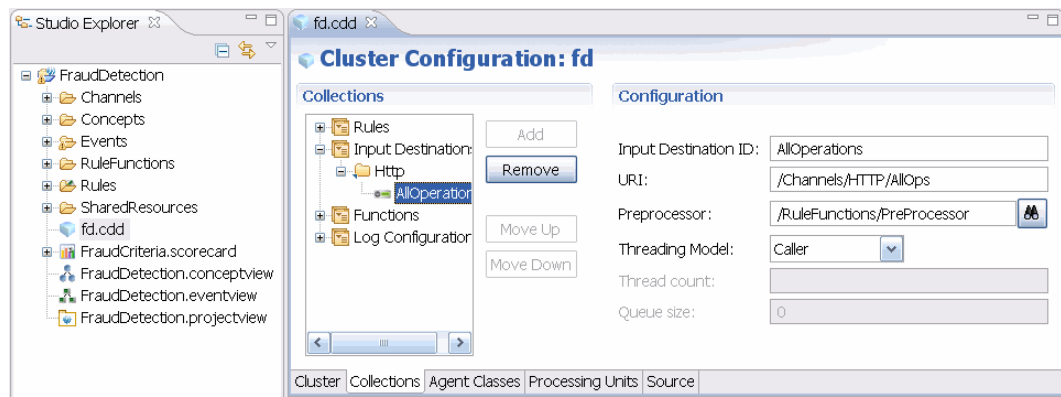 Studio Explorer
FraudDetection
Channels
Concepts
Events
RuleFunctions
Rules
SharedResources
fd.cdd
FraudCriteria.scorecard
FraudDetection.conceptview
FraudDetection.eventview
FraudDetection.projectview
fd.cdd
Cluster Configuration: fd
Collections
Rules
Input Destination
Http
AllOperation
Functions
Log Configuration
Add
Remove
Move Up
Move Down
Configuration
Input Destination ID: AllOperations
URI: /Channels/HTTP/AllOps
Preprocessor: /RuleFunctions/PreProcessor
Threading Model: Caller
Thread count:
Queue size: 0
Cluster Collections Agent Classes Processing Units Source